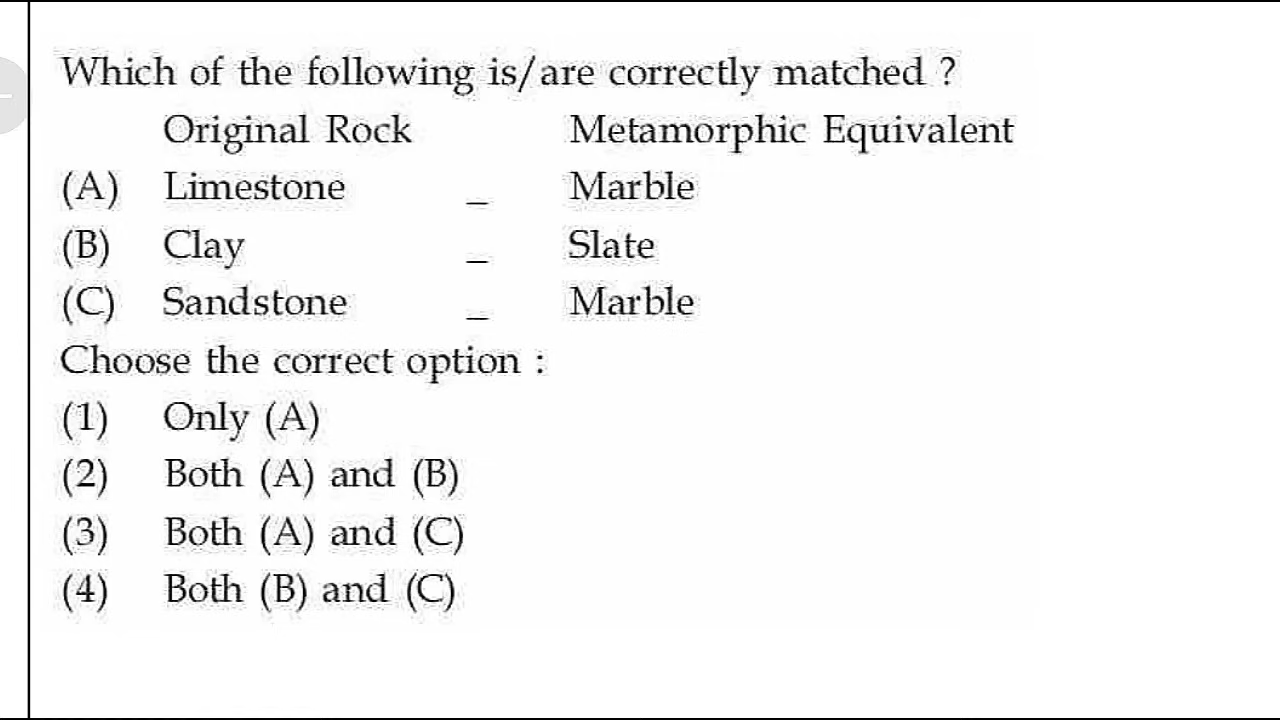 Which of the following is/are correctly matched ?
Original Rock Metamorphic Equivalent
(A) Limestone – Marble
(B) Clay – Slate
(C) Sandstone – Marble
Choose the correct option :
(1) Only (A)
(2) Both (A) and (B)
(3) Both (A) and (C)
(4) Both (B) and (C)